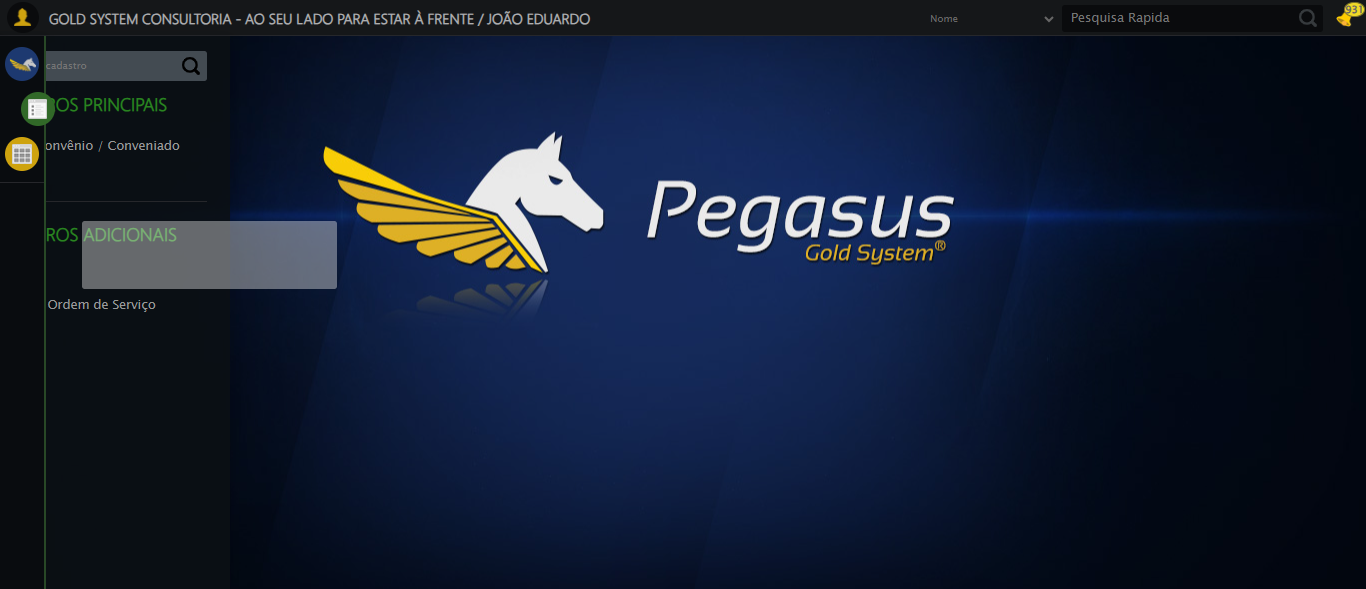 GOLD SYSTEM CONSULTORIA - AO SEU LADO PARA ESTAR À FRENTE / JOÃO EDUARDO
Nome
Pesquisa Rapida
931
cadastro
OS PRINCIPAIS
onvênio / Conveniado
ROS ADICIONAIS
Ordem de Serviço
Pegasus
Gold System®